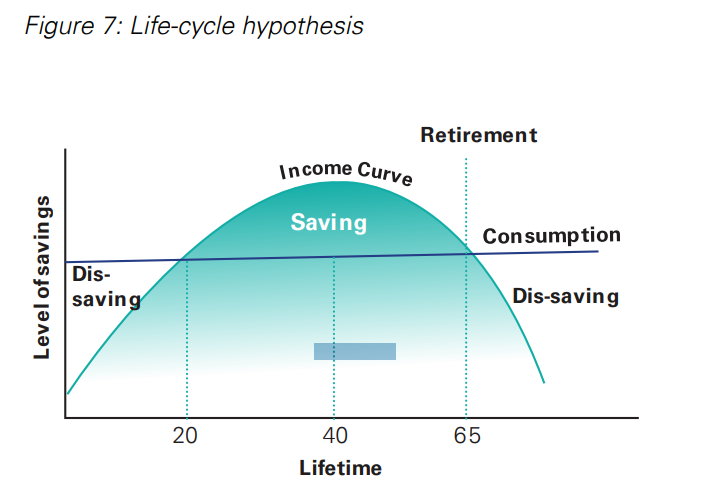 Figure 7: Life-cycle hypothesis
Retirement
Income Curve
Saving
Consumption
Dis-
saving
Dis-saving
Level of savings
20
40
65
Lifetime